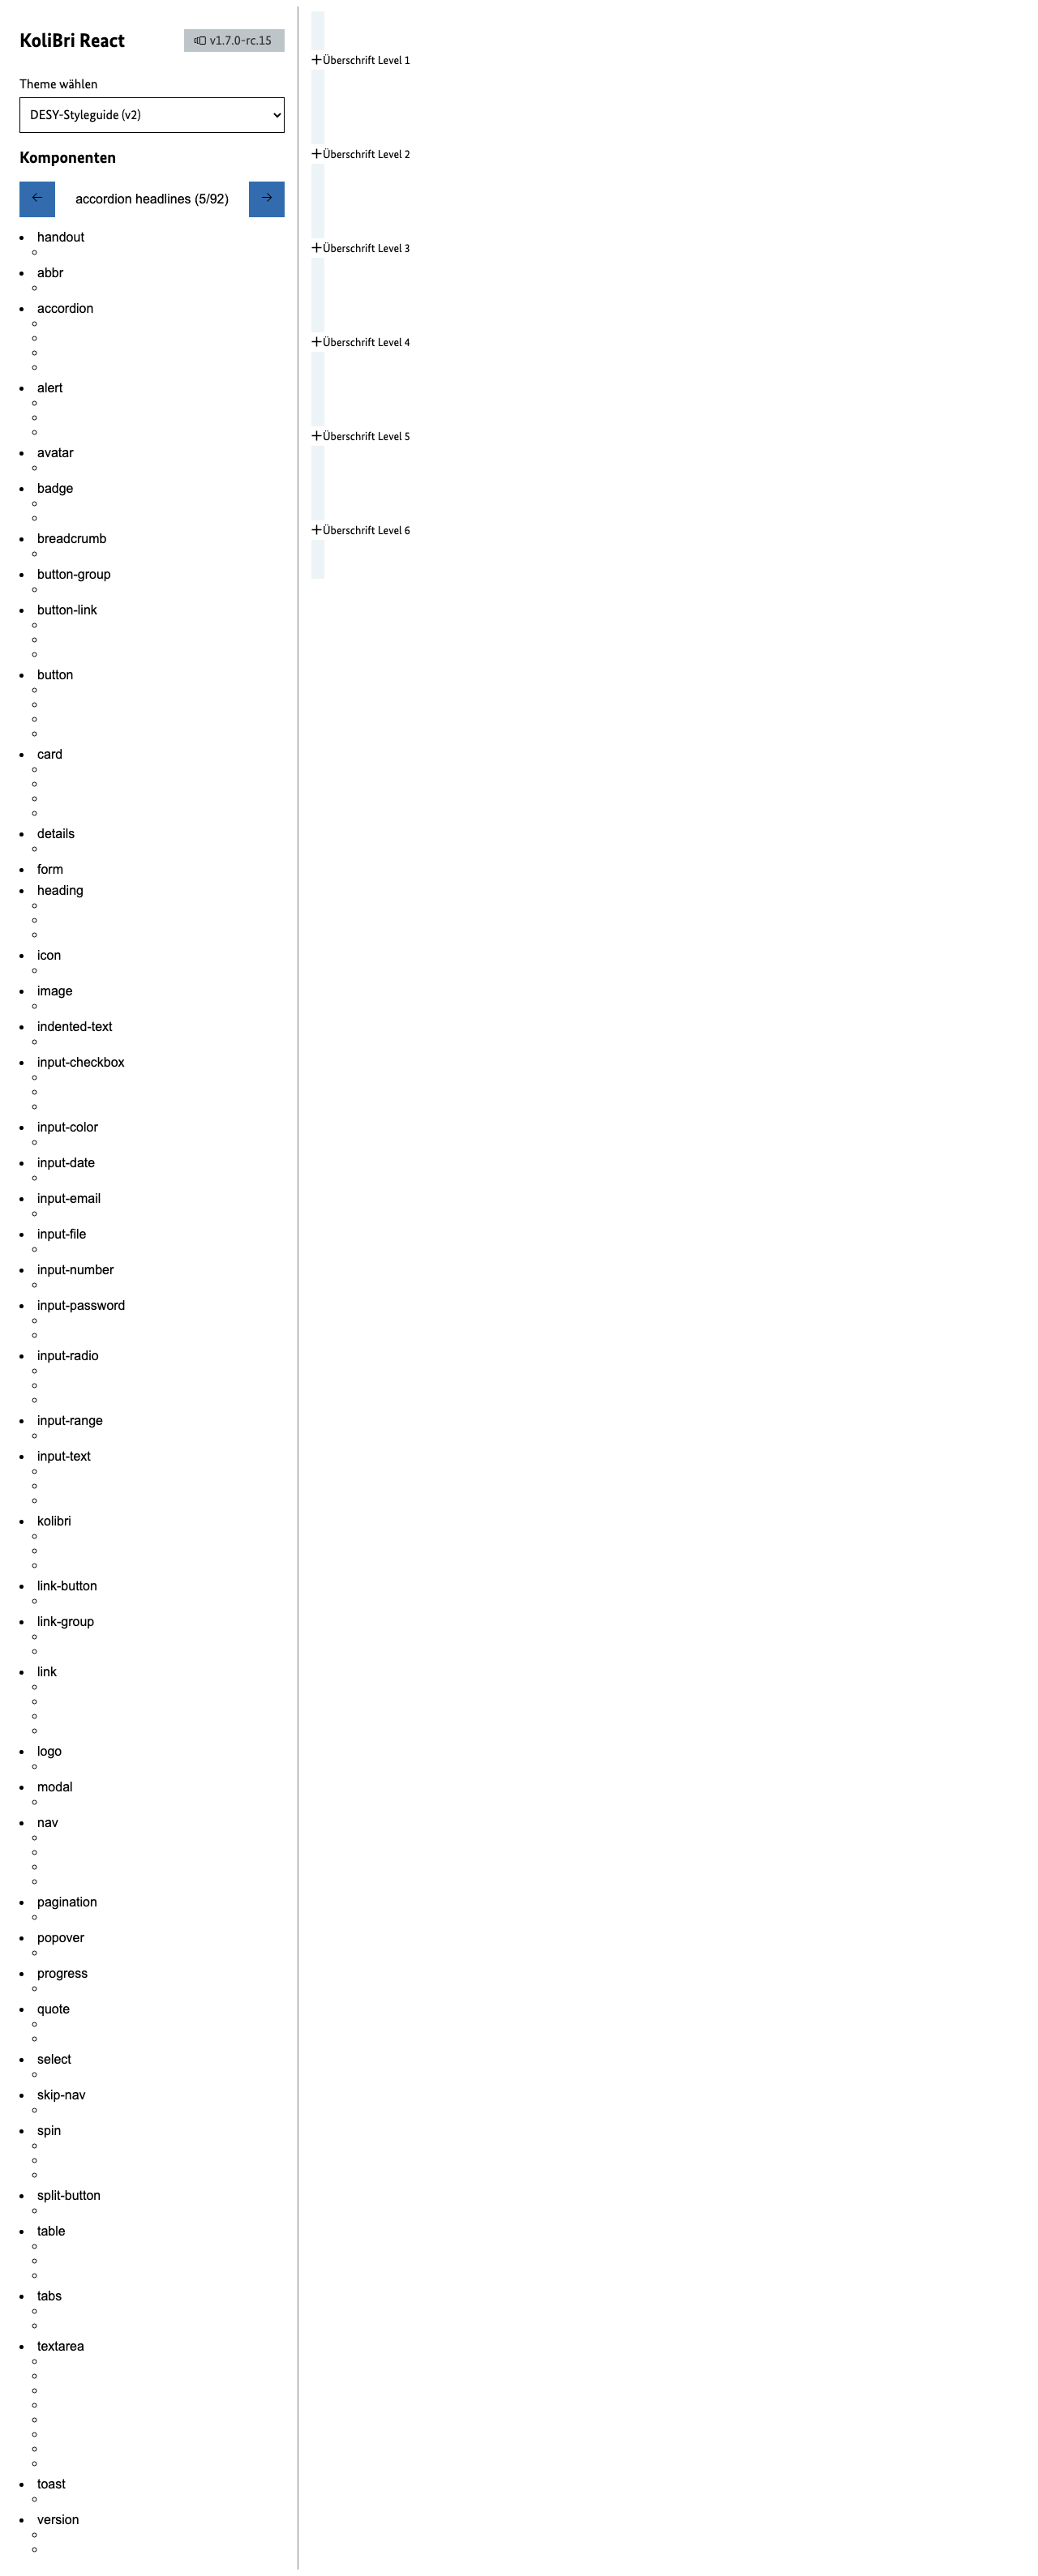 KoliBri React
v1.7.0-rc.15
Theme wählen
DESY-Styleguide (v2)
Komponenten
accordion headlines (5/92)
handout
abbr
accordion
alert
avatar
badge
breadcrumb
button-group
button-link
button
card
details
form
heading
icon
image
indented-text
input-checkbox
input-color
input-date
input-email
input-file
input-number
input-password
input-radio
input-range
input-text
kolibri
link-button
link-group
link
logo
modal
nav
pagination
popover
progress
quote
select
skip-nav
spin
split-button
table
tabs
textarea
toast
version
Überschrift Level 1
Überschrift Level 2
Überschrift Level 3
Überschrift Level 4
Überschrift Level 5
Überschrift Level 6